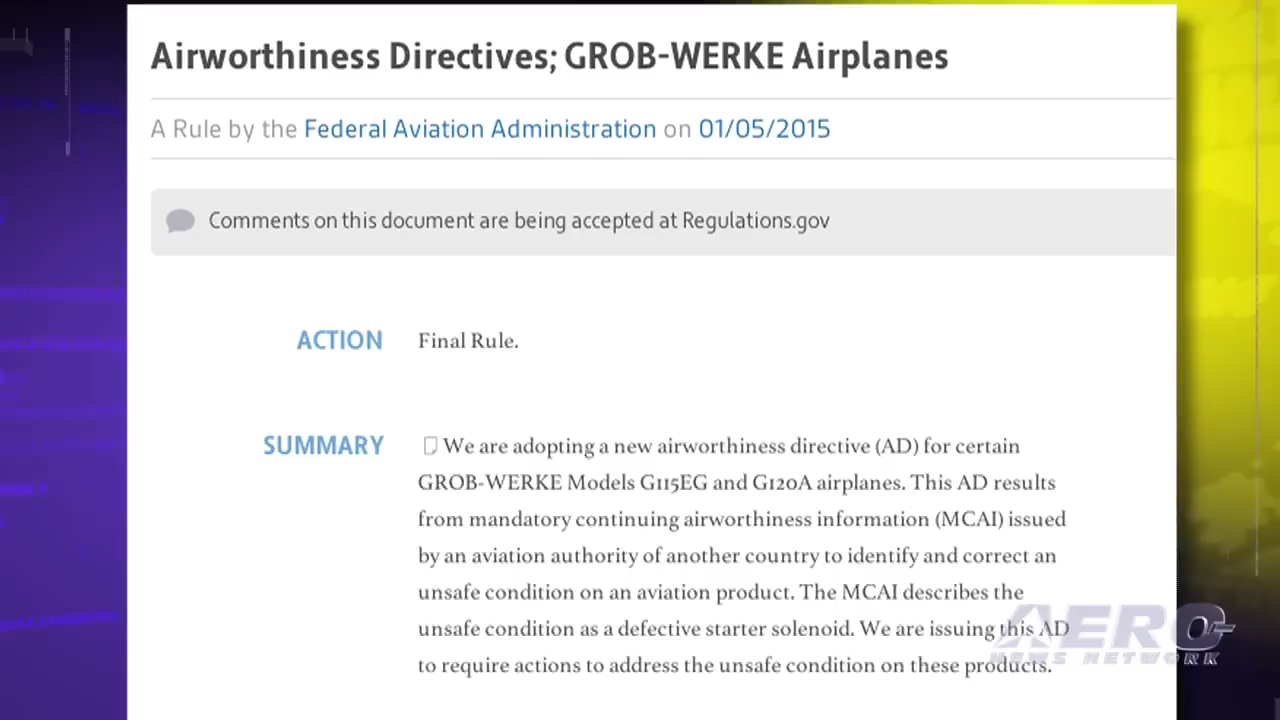 Airworthiness Directives; GROB-WERKE Airplanes
A Rule by the Federal Aviation Administration on 01/05/2015
Comments on this document are being accepted at Regulations.gov
ACTION Final Rule.
SUMMARY We are adopting a new airworthiness directive (AD) for certain
GROB-WERKE Models G115EG and G120A airplanes. This AD results
from mandatory continuing airworthiness information (MCAI) issued
by an aviation authority of another country to identify and correct an
unsafe condition on an aviation product. The MCAI describes the
unsafe condition as a defective starter solenoid. We are issuing this AD
to require actions to address the unsafe condition on these products.
AERO-
NEWS NETWORK